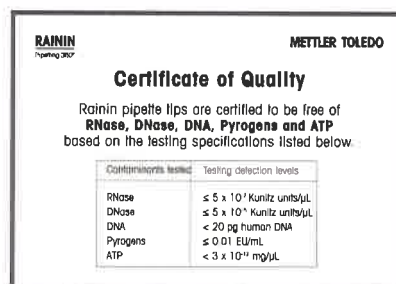 RAININ
METTLER TOLEDO
Pipetting 360°
Certificate of Quality
Rainin pipette tips are certified to be free of
RNase, DNase, DNA, Pyrogens and ATP
based on the testing specifications listed below.
Contaminants tested Testing detection levels
RNase ≤ 5 x Kunitz units/µL
DNase ≤ 5 x Kunitz units/µL
DNA < 20 pg human DNA
Pyrogens ≤ 0.01 EU/mL
ATP < 3 x mg/µL